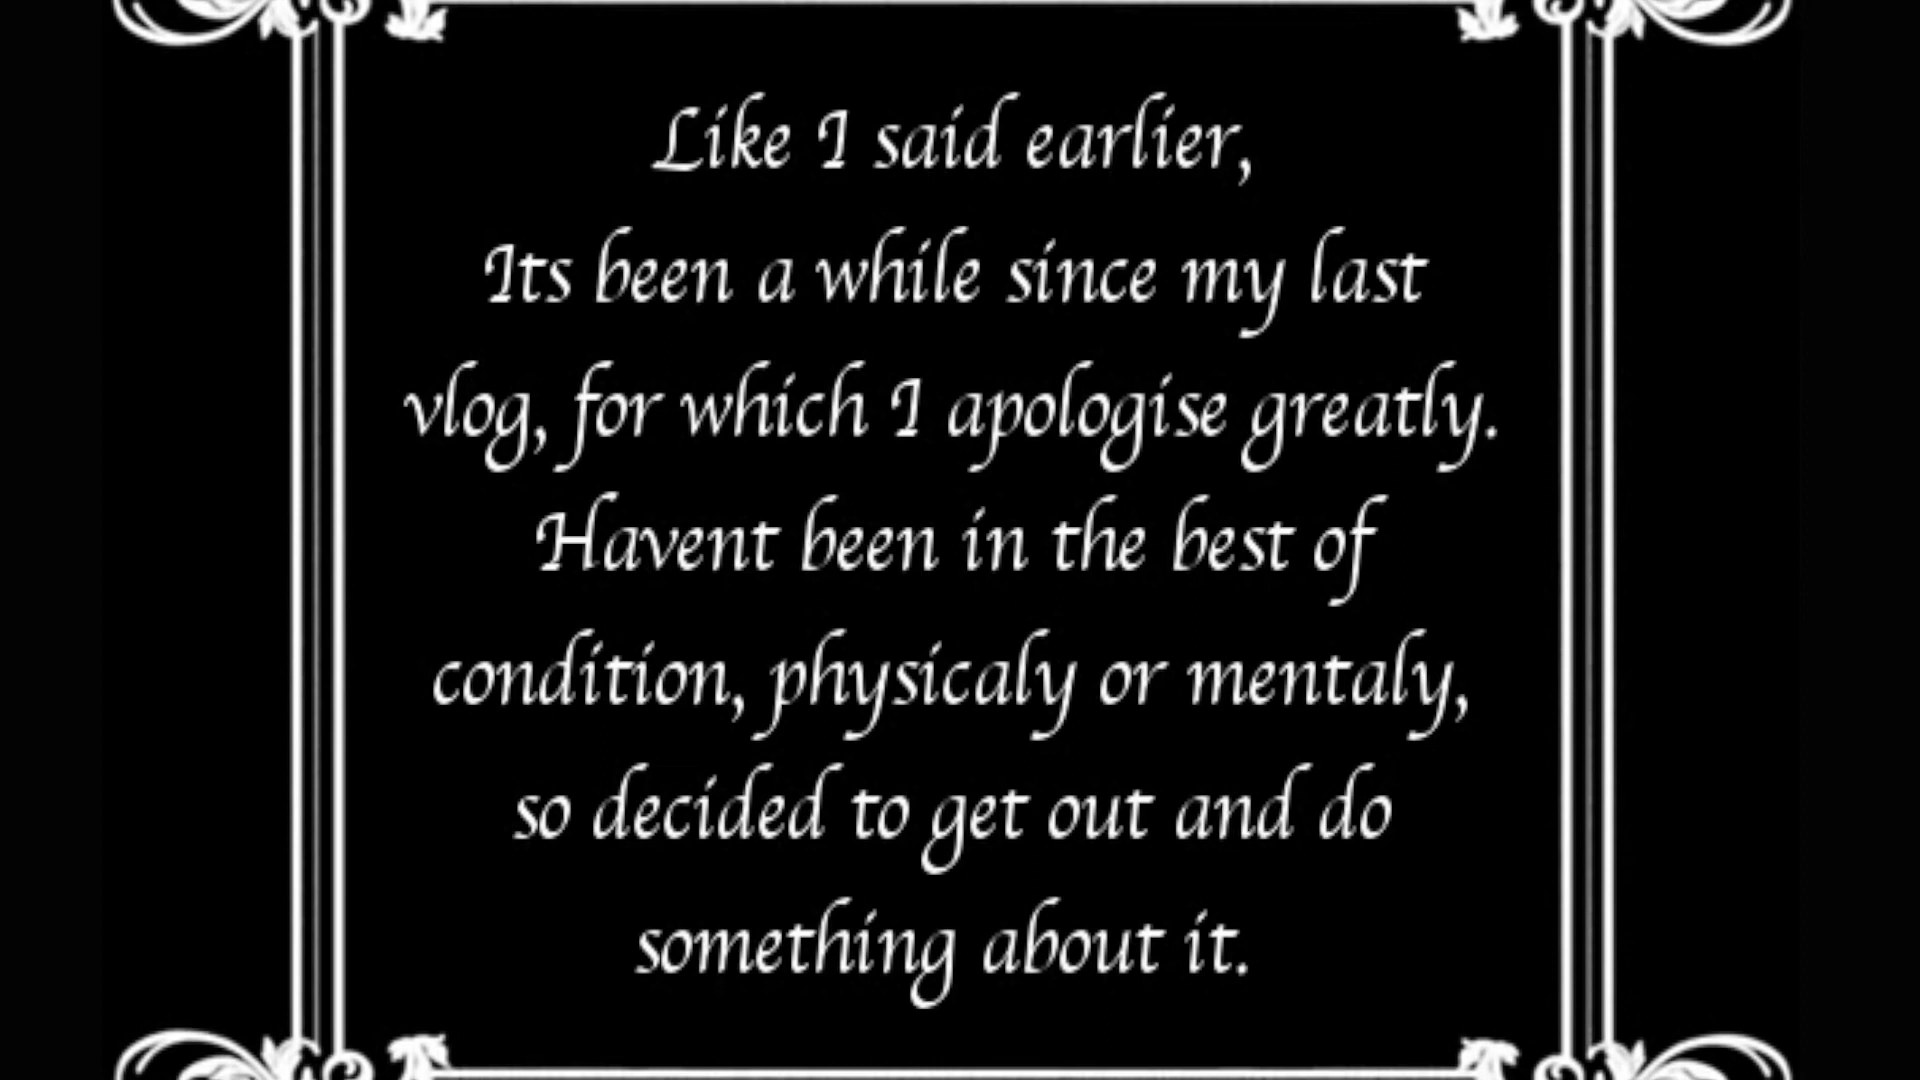 Like I said earlier,
Its been a while since my last
vlog, for which I apologise greatly.
Havent been in the best of
condition, physicaly or mentaly,
so decided to get out and do
something about it.